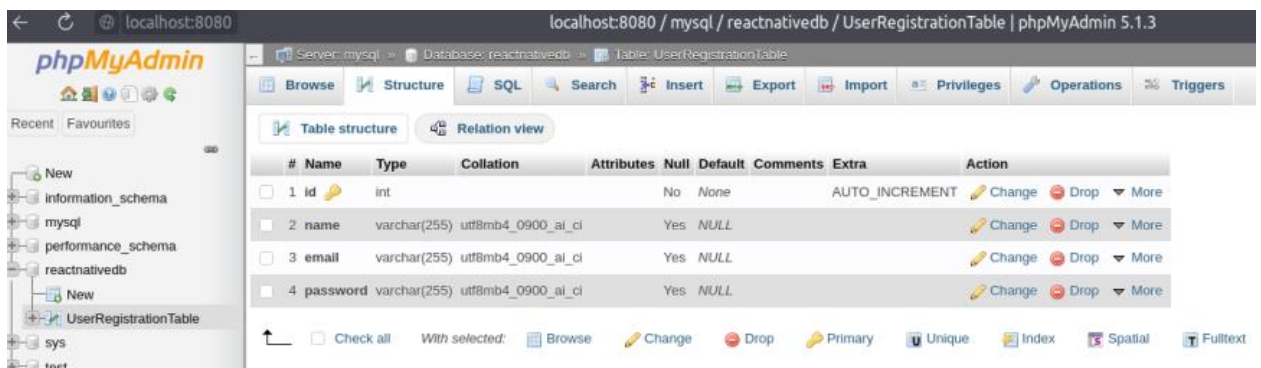 localhost:8080
localhost:8080 / mysql / reactnativedb / UserRegistrationTable | phpMyAdmin 5.1.3
phpMyAdmin
Server: mysql » Database: reactnativedb » Table: UserRegistrationTable
Browse Structure SQL Search Insert Export Import Privileges Operations Triggers
Recent Favourites
Table structure Relation view
New
information_schema
mysql
performance_schema
reactnativedb
New
UserRegistrationTable
sys
test
# Name Type Collation Attributes Null Default Comments Extra Action
1 id int No None AUTO_INCREMENT Change Drop More
2 name varchar(255) utf8mb4_0900_ai_ci Yes NULL Change Drop More
3 email varchar(255) utf8mb4_0900_ai_ci Yes NULL Change Drop More
4 password varchar(255) utf8mb4_0900_ai_ci Yes NULL Change Drop More
Check all With selected: Browse Change Drop Primary Unique Index Spatial Fulltext